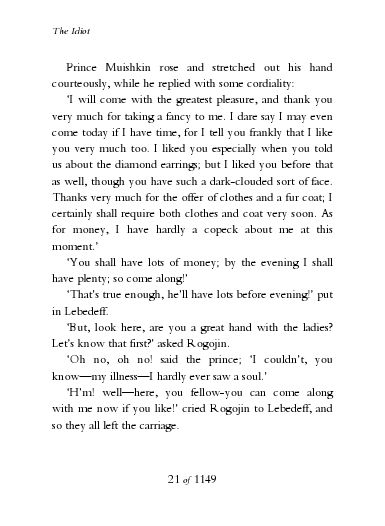 The Idiot
Prince Muishkin rose and stretched out his hand
courteously, while he replied with some cordiality:
‘I will come with the greatest pleasure, and thank you
very much for taking a fancy to me. I dare say I may even
come today if I have time, for I tell you frankly that I like
you very much too. I liked you especially when you told
us about the diamond earrings; but I liked you before that
as well, though you have such a dark-clouded sort of face.
Thanks very much for the offer of clothes and a fur coat; I
certainly shall require both clothes and coat very soon. As
for money, I have hardly a copeck about me at this
moment.’
‘You shall have lots of money; by the evening I shall
have plenty; so come along!’
‘That’s true enough, he’ll have lots before evening!’ put
in Lebedeff.
‘But, look here, are you a great hand with the ladies?
Let’s know that first?’ asked Rogojin.
‘Oh no, oh no! said the prince; ‘I couldn’t, you
know—my illness—I hardly ever saw a soul.’
‘H’m! well—here, you fellow-you can come along
with me now if you like!’ cried Rogojin to Lebedeff, and
so they all left the carriage.
21 of 1149